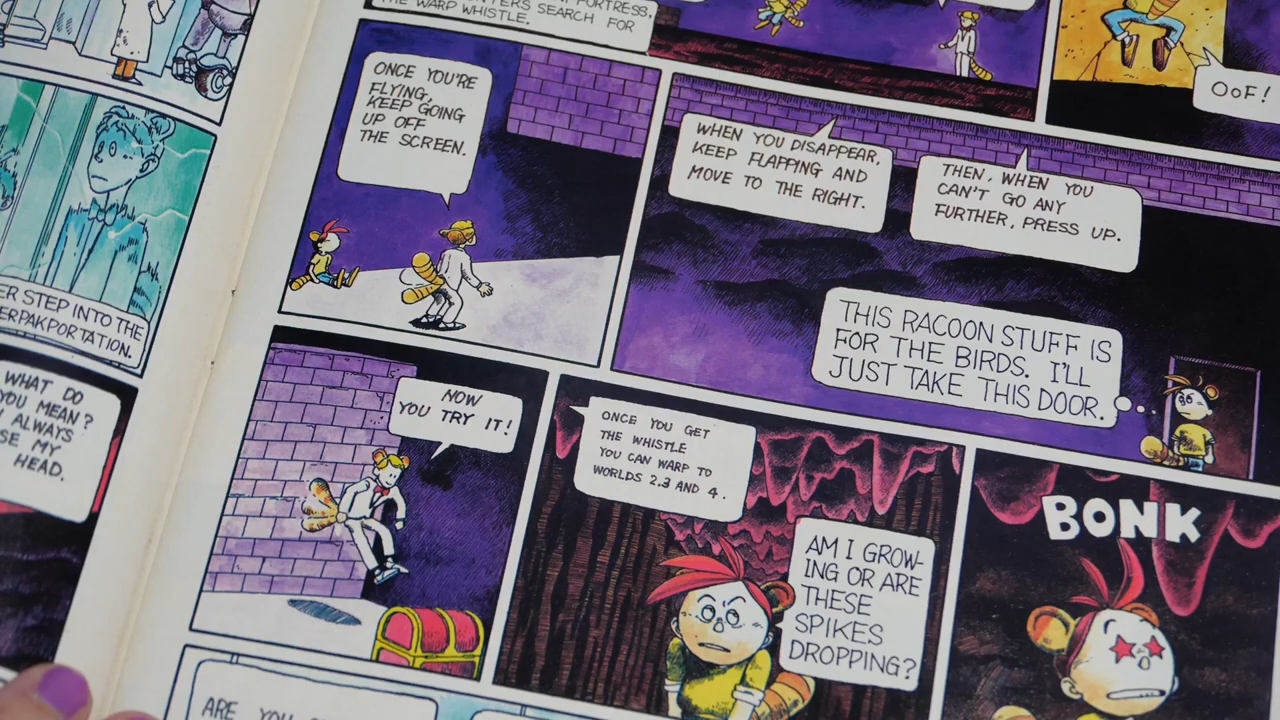 ER STEP INTO THE
ERPAKPORTATION.
WHAT DO
YOU MEAN?
I ALWAYS
SE MY
HEAD.
FORTRESS,
TERS SEARCH FOR
THE WARP WHISTLE.
OOF!
ONCE YOU'RE
FLYING,
KEEP GOING
UP OFF
THE SCREEN.
WHEN YOU DISAPPEAR,
KEEP FLAPPING AND
MOVE TO THE RIGHT.
THEN, WHEN YOU
CAN'T GO ANY
FURTHER, PRESS UP.
THIS RACOON STUFF IS
FOR THE BIRDS. I'LL
JUST TAKE THIS DOOR.
NOW
YOU TRY IT!
ONCE YOU GET
THE WHISTLE
YOU CAN WARP TO
WORLDS 2.3 AND 4.
AM I GROW-
ING OR ARE
THESE
SPIKES
DROPPING?
BONK
ARE YOU